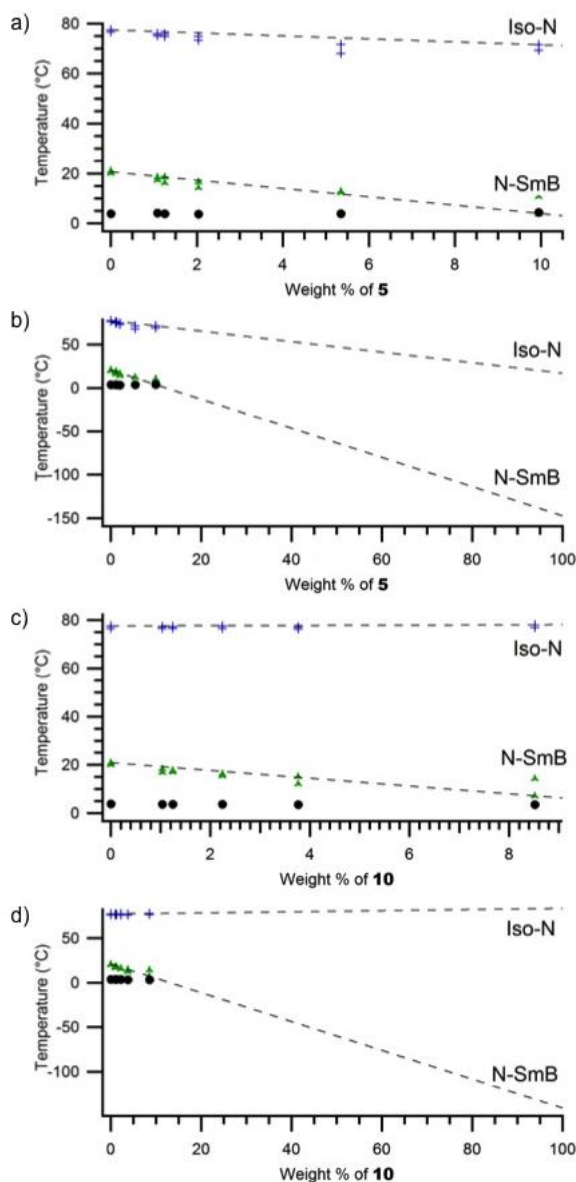 a)
80
Iso-N
60
40
20
N-SmB
0
Temperature (°C)
0 2 4 6 8 10
Weight % of 5
b)
50
Iso-N
0
-50
-100
N-SmB
-150
Temperature (°C)
0 20 40 60 80 100
Weight % of 5
c)
80
Iso-N
60
40
N-SmB
20
0
Temperature (°C)
0 2 4 6 8
Weight % of 10
d)
50
Iso-N
0
-50
-100
N-SmB
Temperature (°C)
0 20 40 60 80 100
Weight % of 10